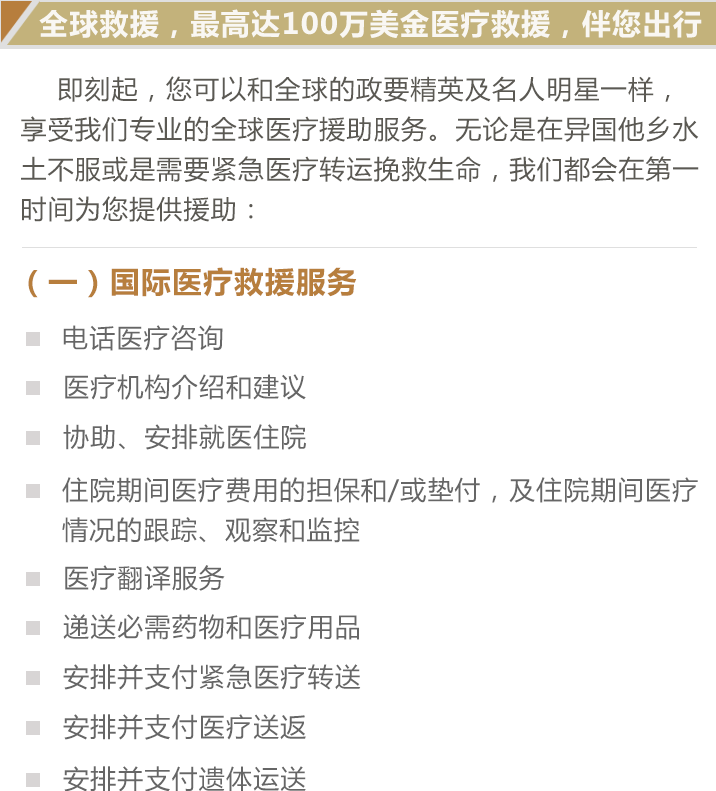 全球救援，最高达100万美金医疗救援，伴您出行
即刻起，您可以和全球的政要精英及名人明星一样，
享受我们专业的全球医疗援助服务。无论是在异国他乡水
土不服或是需要紧急医疗转运挽救生命，我们都会在第一
时间为您提供援助：
（一）国际医疗救援服务
电话医疗咨询
医疗机构介绍和建议
协助、安排就医住院
住院期间医疗费用的担保和/或垫付，及住院期间医疗
情况的跟踪、观察和监控
医疗翻译服务
递送必需药物和医疗用品
安排并支付紧急医疗转送
安排并支付医疗送返
安排并支付遗体运送